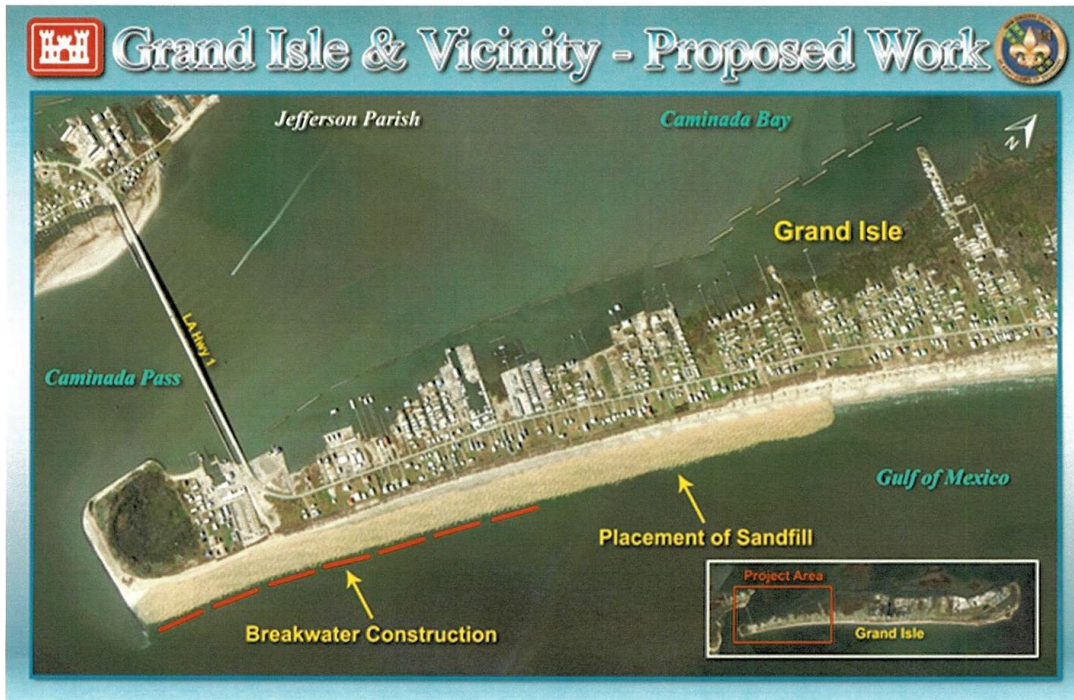 Grand Isle & Vicinity - Proposed Work
Jefferson Parish
Caminada Bay
N
Grand Isle
LA Hwy 1
Caminada Pass
Gulf of Mexico
Placement of Sandfill
Breakwater Construction
Project Area
Grand Isle